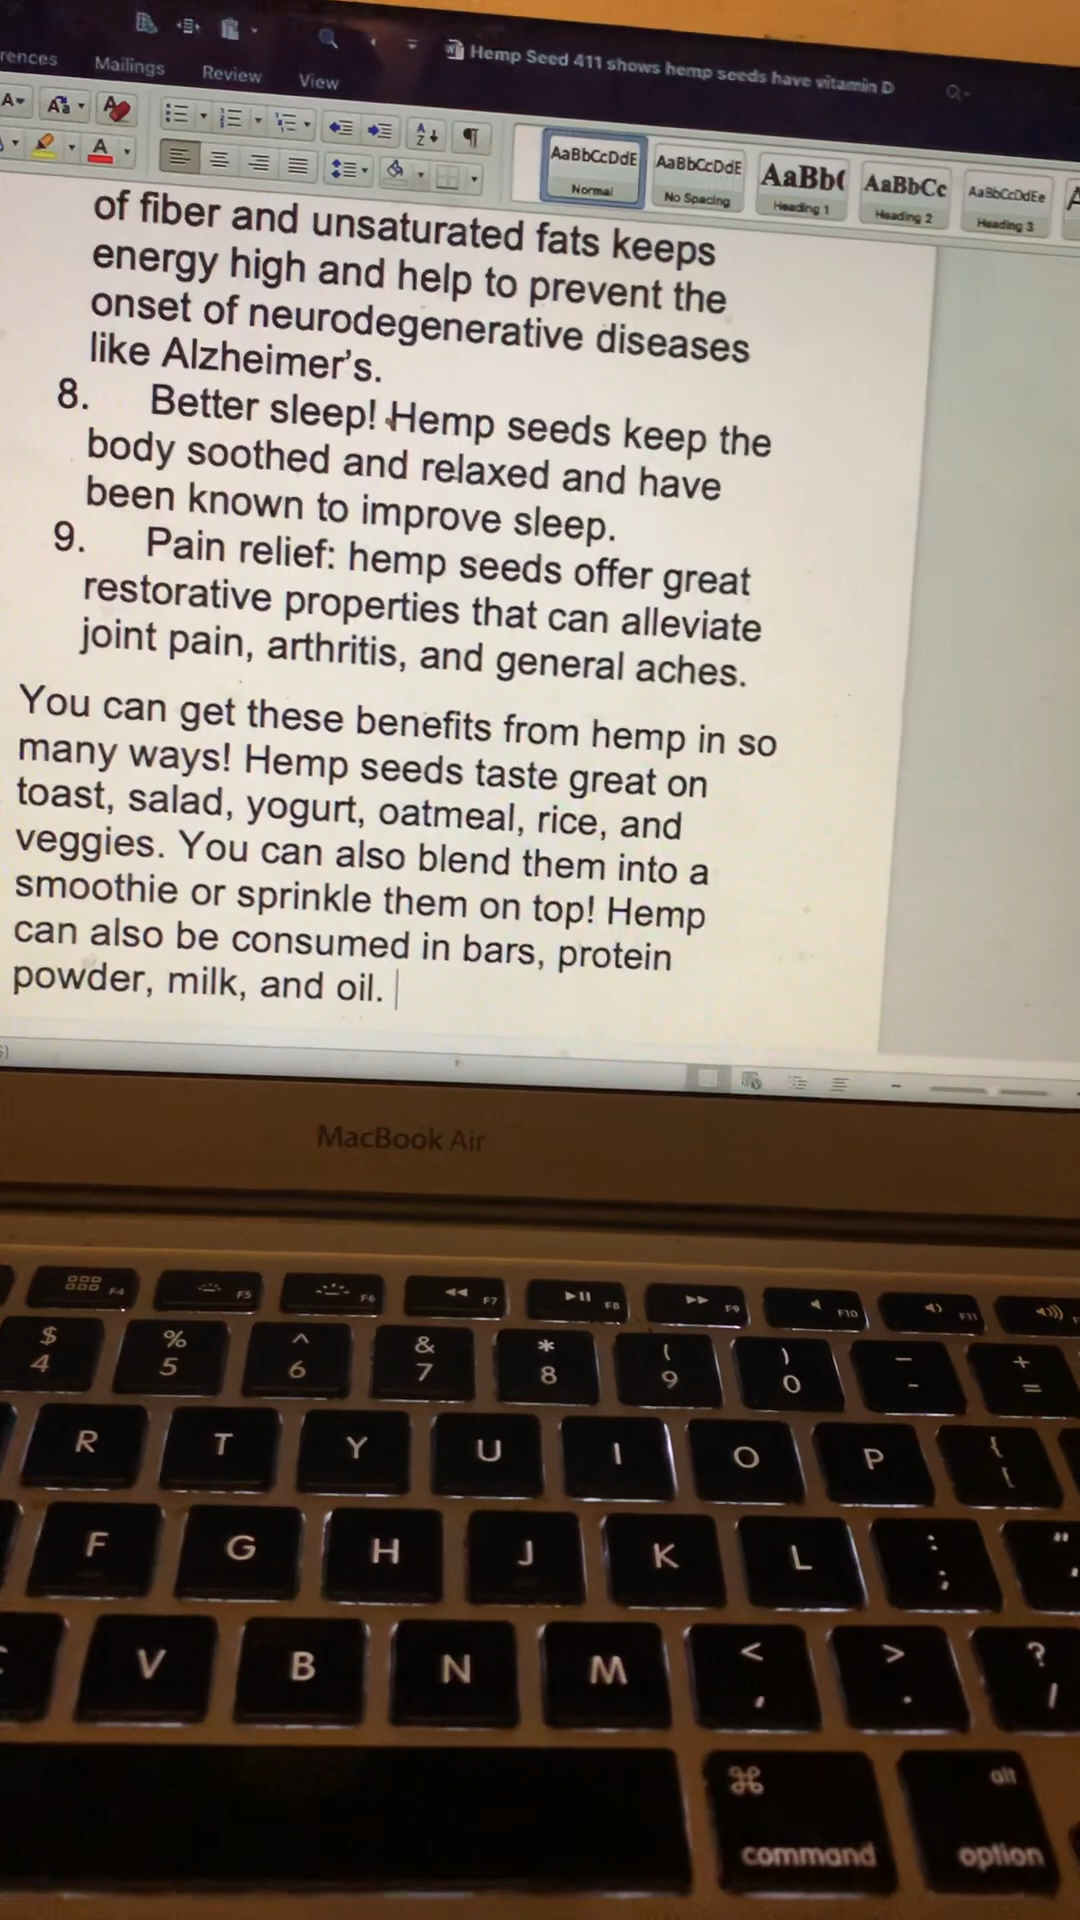 Hemp Seed 411 shows hemp seeds have vitamin D
rences Mailings Review View
AaBbCcDdE AaBbCcDdE AaBb( AaBbCc AaBbCcDdEe
Normal No Spacing Heading 1 Heading 2 Heading 3
of fiber and unsaturated fats keeps
energy high and help to prevent the
onset of neurodegenerative diseases
like Alzheimer's.
8. Better sleep! Hemp seeds keep the
body soothed and relaxed and have
been known to improve sleep.
9. Pain relief: hemp seeds offer great
restorative properties that can alleviate
joint pain, arthritis, and general aches.
You can get these benefits from hemp in so
many ways! Hemp seeds taste great on
toast, salad, yogurt, oatmeal, rice, and
veggies. You can also blend them into a
smoothie or sprinkle them on top! Hemp
can also be consumed in bars, protein
powder, milk, and oil.
MacBook Air
F4 F5 F6 F7 F8 F9 F10 F11
$ % ^ & * ( ) — +
4 5 6 7 8 9 0 - =
R T Y U I O P { [
F G H J K L : ;
V B N M < , > . ? /
⌘ alt
command option